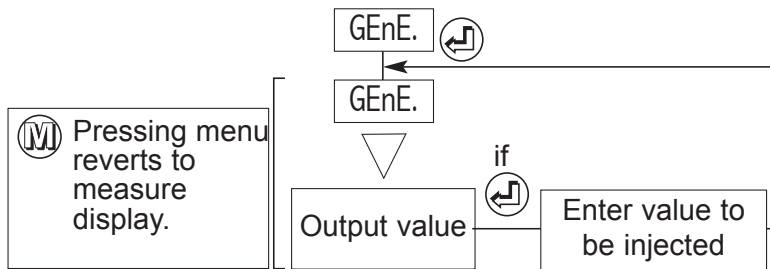 GEnE.
GEnE.
M Pressing menu
reverts to
measure
display.
if
Output value
Enter value to
be injected